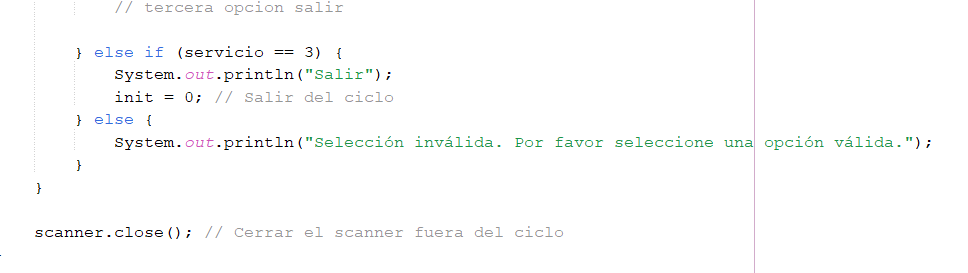 // tercera opcion salir
} else if (servicio == 3) {
System.out.println("Salir");
init = 0; // Salir del ciclo
} else {
System.out.println("Selección inválida. Por favor seleccione una opción válida.");
}
}
scanner.close(); // Cerrar el scanner fuera del ciclo